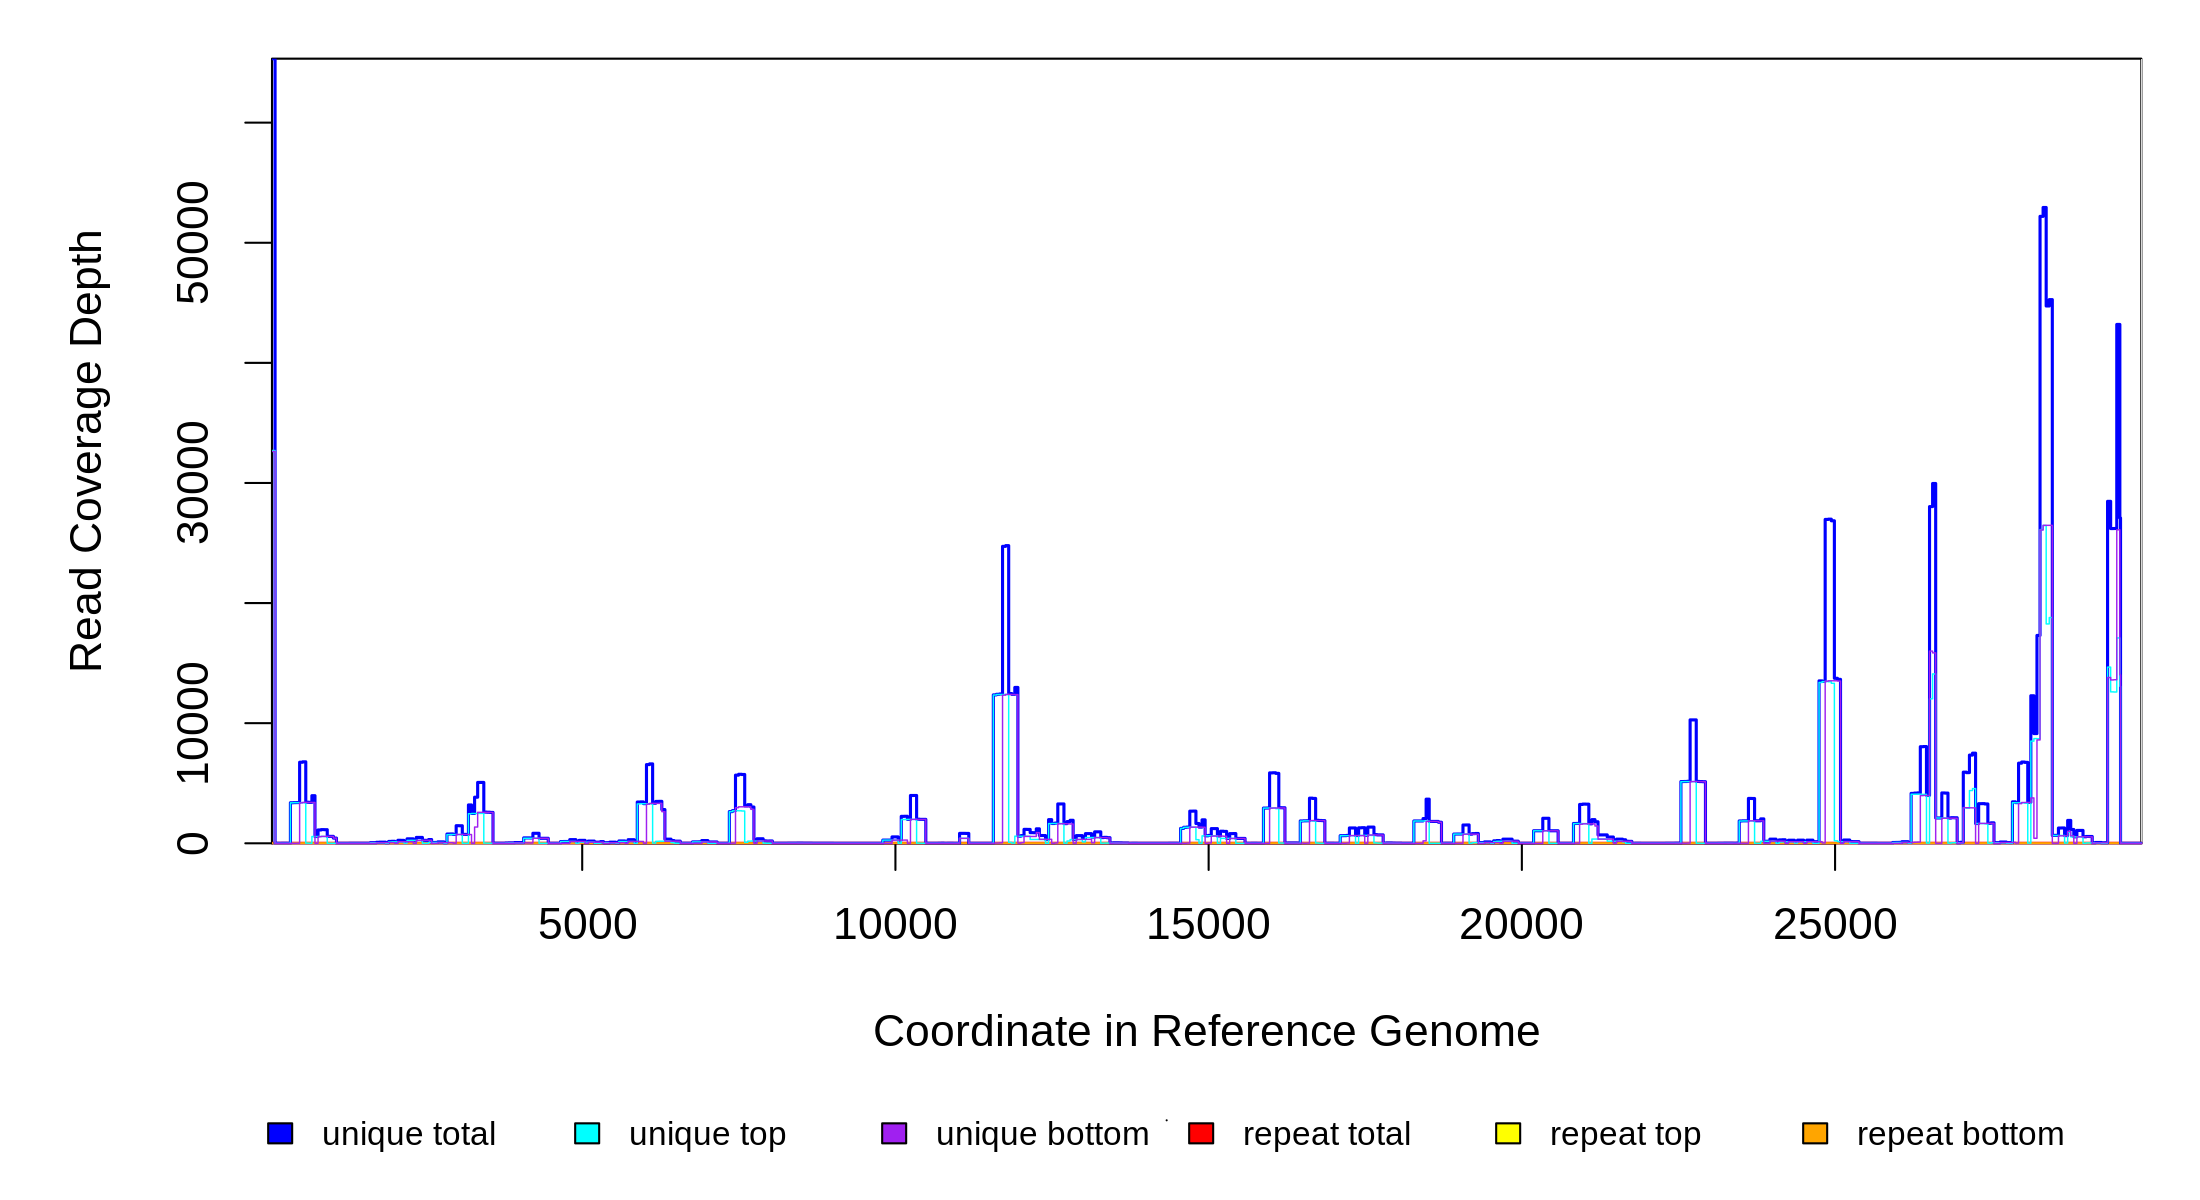 Read Coverage Depth
50000
30000
10000
0
5000 10000 15000 20000 25000
Coordinate in Reference Genome
unique total unique top unique bottom repeat total repeat top repeat bottom